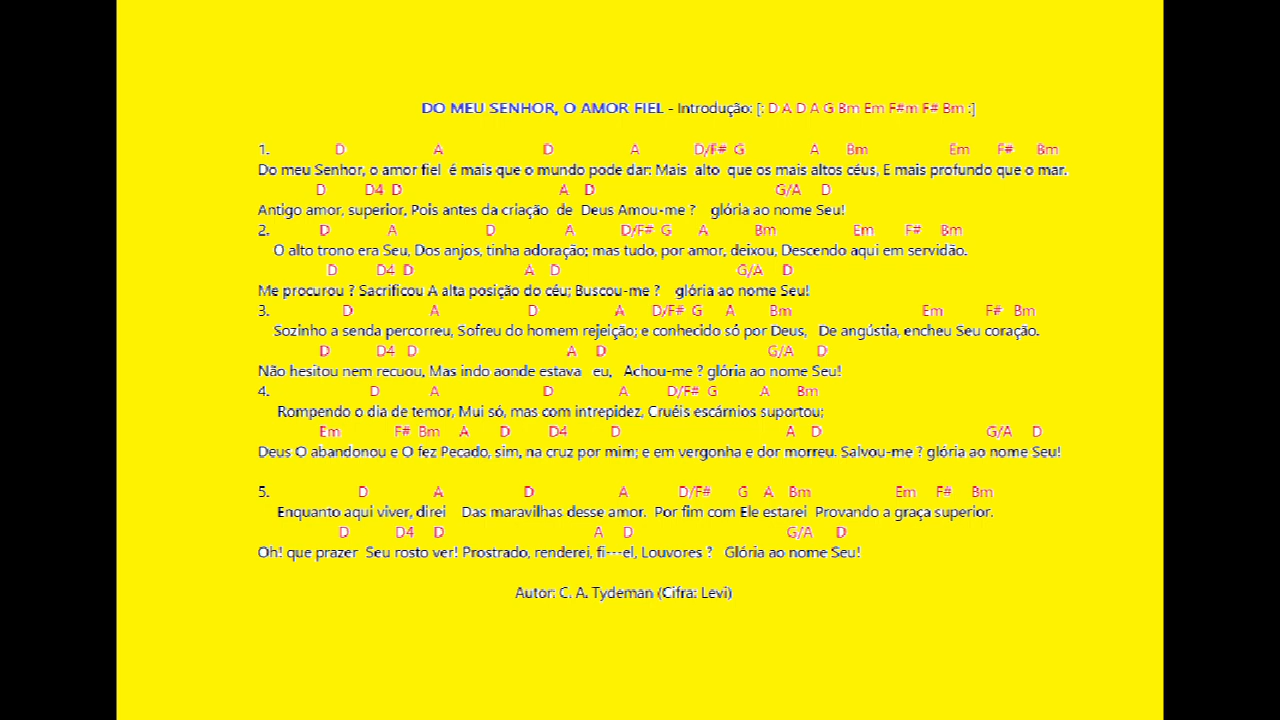 DO MEU SENHOR, O AMOR FIEL - Introdução: [: D A D A G Bm Em F#m F# Bm :]
1. D A D A D/F# G A Bm Em F# Bm
Do meu Senhor, o amor fiel é mais que o mundo pode dar: Mais alto que os mais altos céus, E mais profundo que o mar.
D D4 D A D G/A D
Antigo amor, superior, Pois antes da criação de Deus Amou-me ? glória ao nome Seu!
2. D A D A D/F# G A Bm Em F# Bm
O alto trono era Seu, Dos anjos, tinha adoração; mas tudo, por amor, deixou, Descendo aqui em servidão.
D D4 D A D G/A D
Me procurou ? Sacrificou A alta posição do céu; Buscou-me ? glória ao nome Seu!
3. D A D A D/F# G A Bm Em F# Bm
Sozinho a senda percorreu, Sofreu do homem rejeição; e conhecido só por Deus, De angústia, encheu Seu coração.
D D4 D A D G/A D
Não hesitou nem recuou, Mas indo aonde estava eu, Achou-me ? glória ao nome Seu!
4. D A D A D/F# G A Bm
Rompendo o dia de temor, Mui só, mas com intrepidez, Cruéis escárnios suportou;
Em F# Bm A D D4 D A D G/A D
Deus O abandonou e O fez Pecado, sim, na cruz por mim; e em vergonha e dor morreu. Salvou-me ? glória ao nome Seu!
5. D A D A D/F# G A Bm Em F# Bm
Enquanto aqui viver, direi Das maravilhas desse amor. Por fim com Ele estarei Provando a graça superior.
D D4 D A D G/A D
Oh! que prazer Seu rosto ver! Prostrado, renderei, fi---el, Louvores ? Glória ao nome Seu!
Autor: C. A. Tydeman (Cifra: Levi)